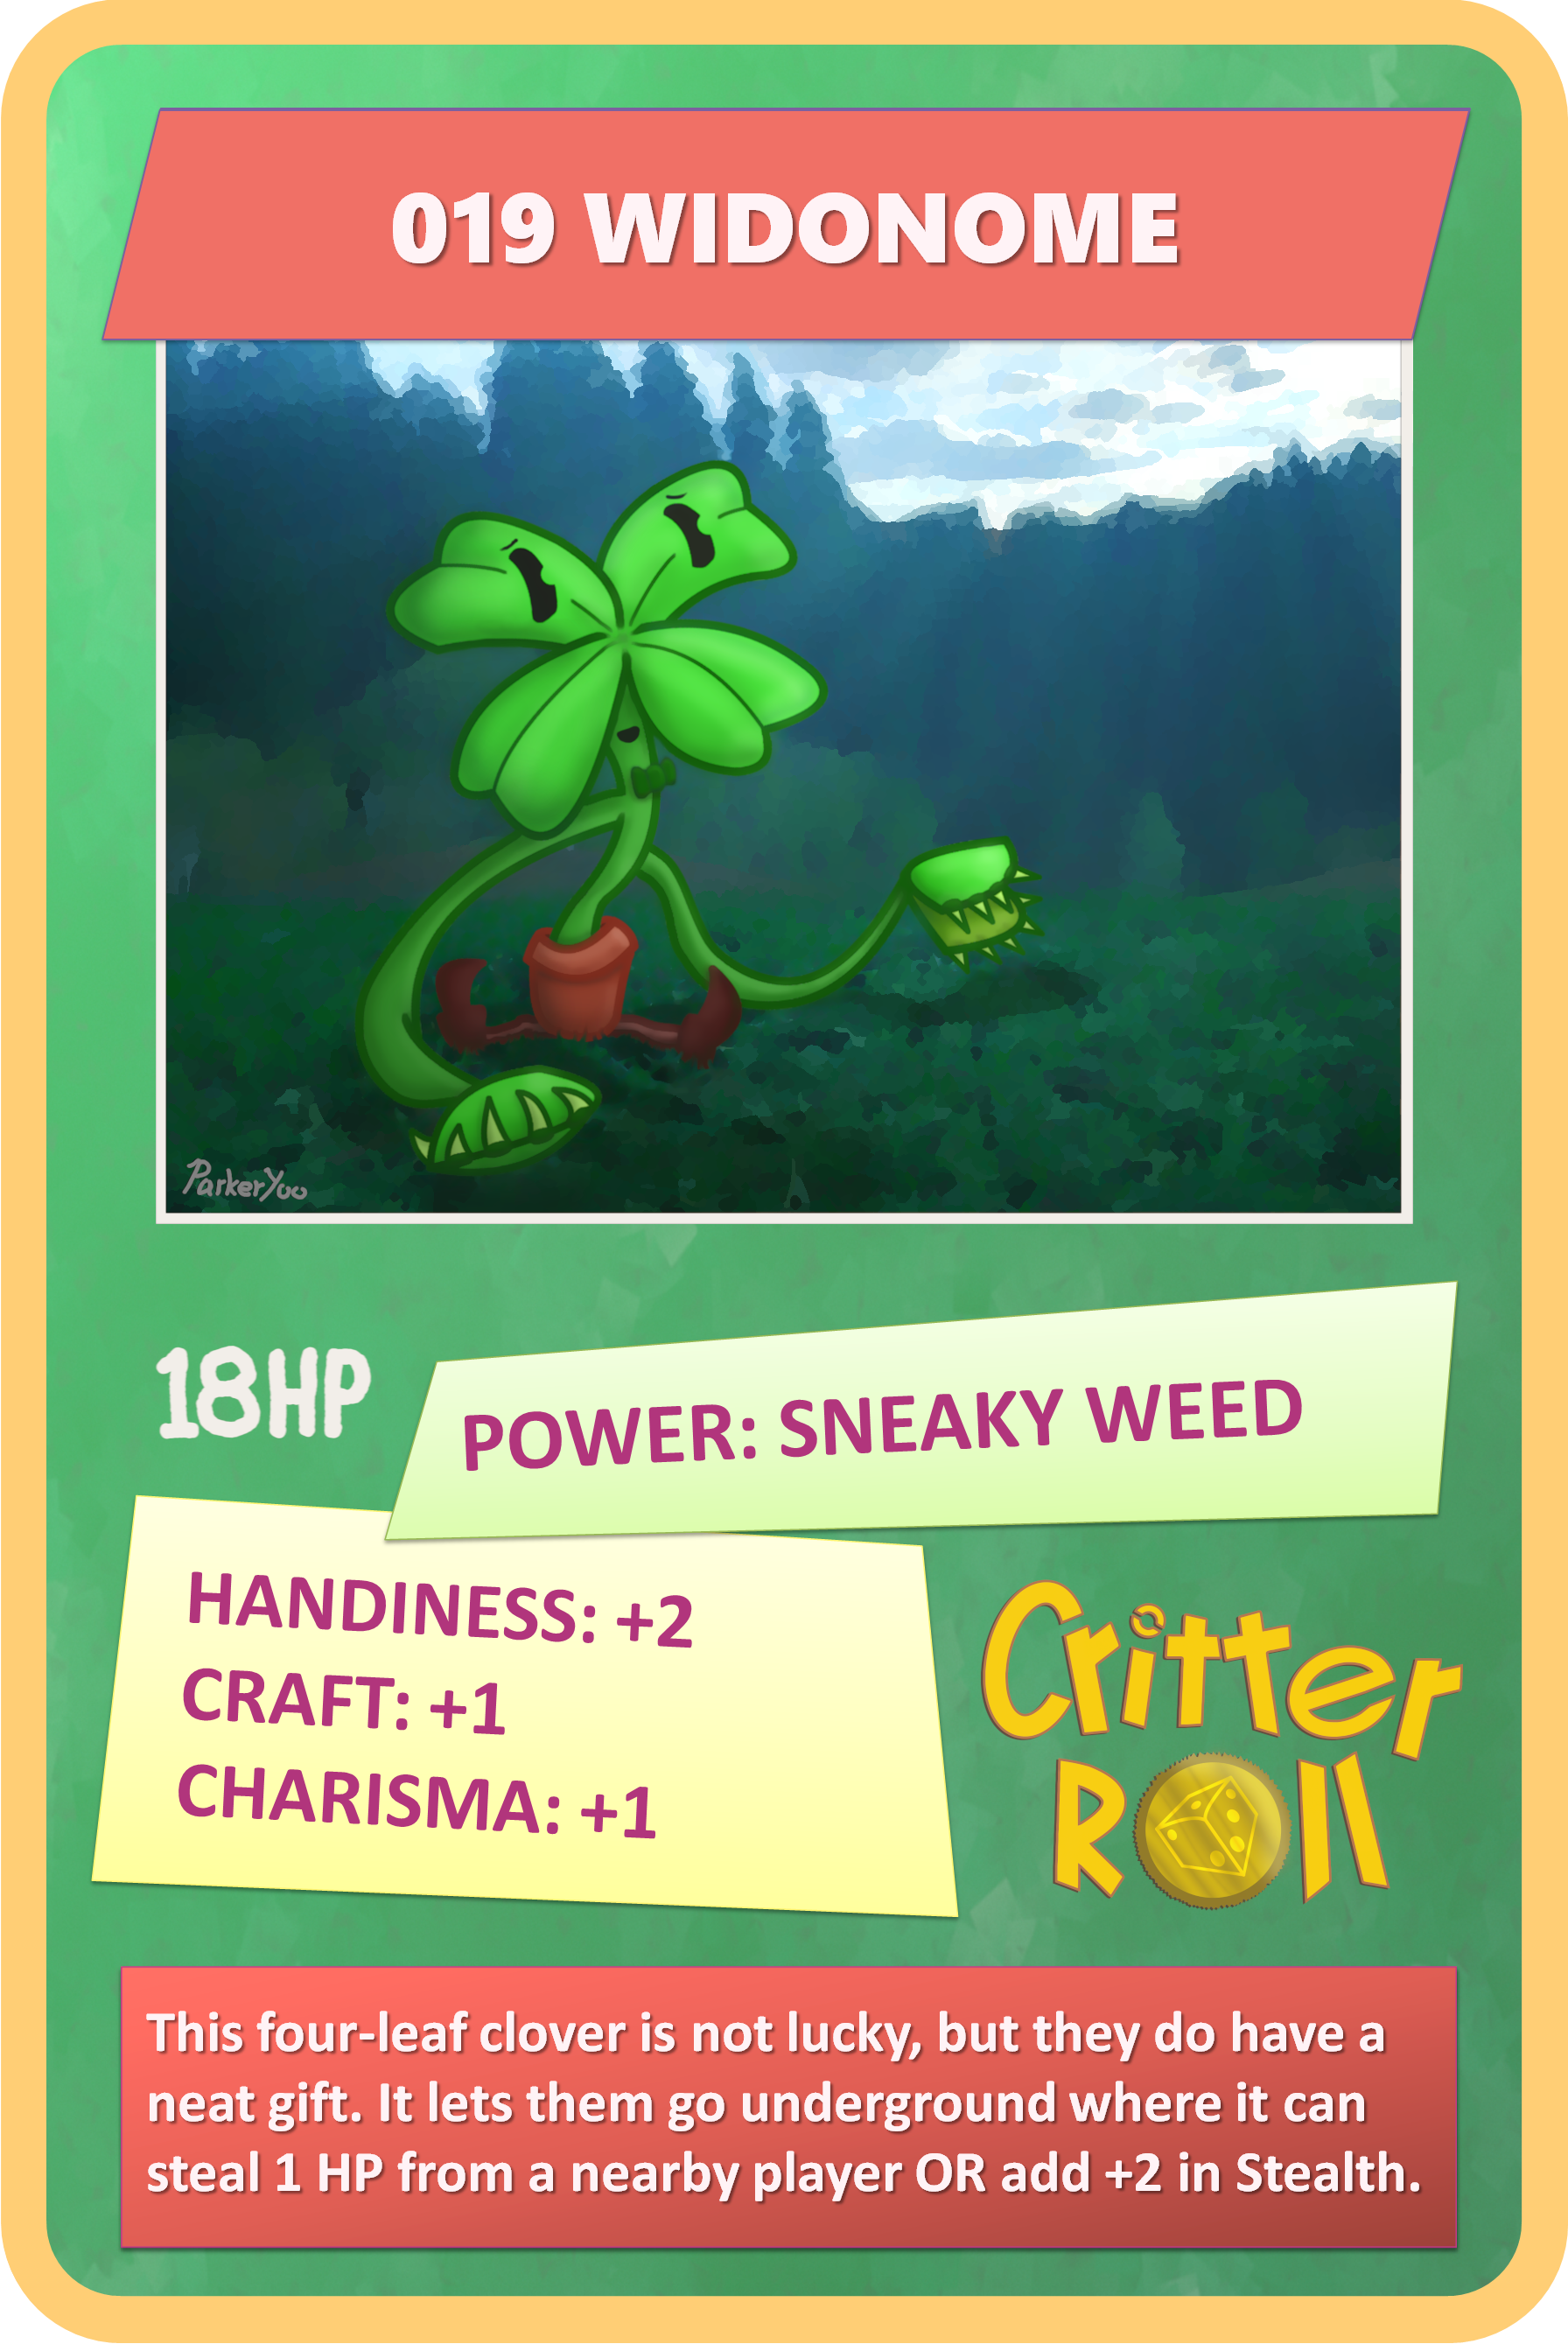 019 WIDONOME
ParkerYoo
18HP
POWER: SNEAKY WEED
HANDINESS: +2
CRAFT: +1
CHARISMA: +1
Critter
Roll
This four-leaf clover is not lucky, but they do have a
neat gift. It lets them go underground where it can
steal 1 HP from a nearby player OR add +2 in Stealth.